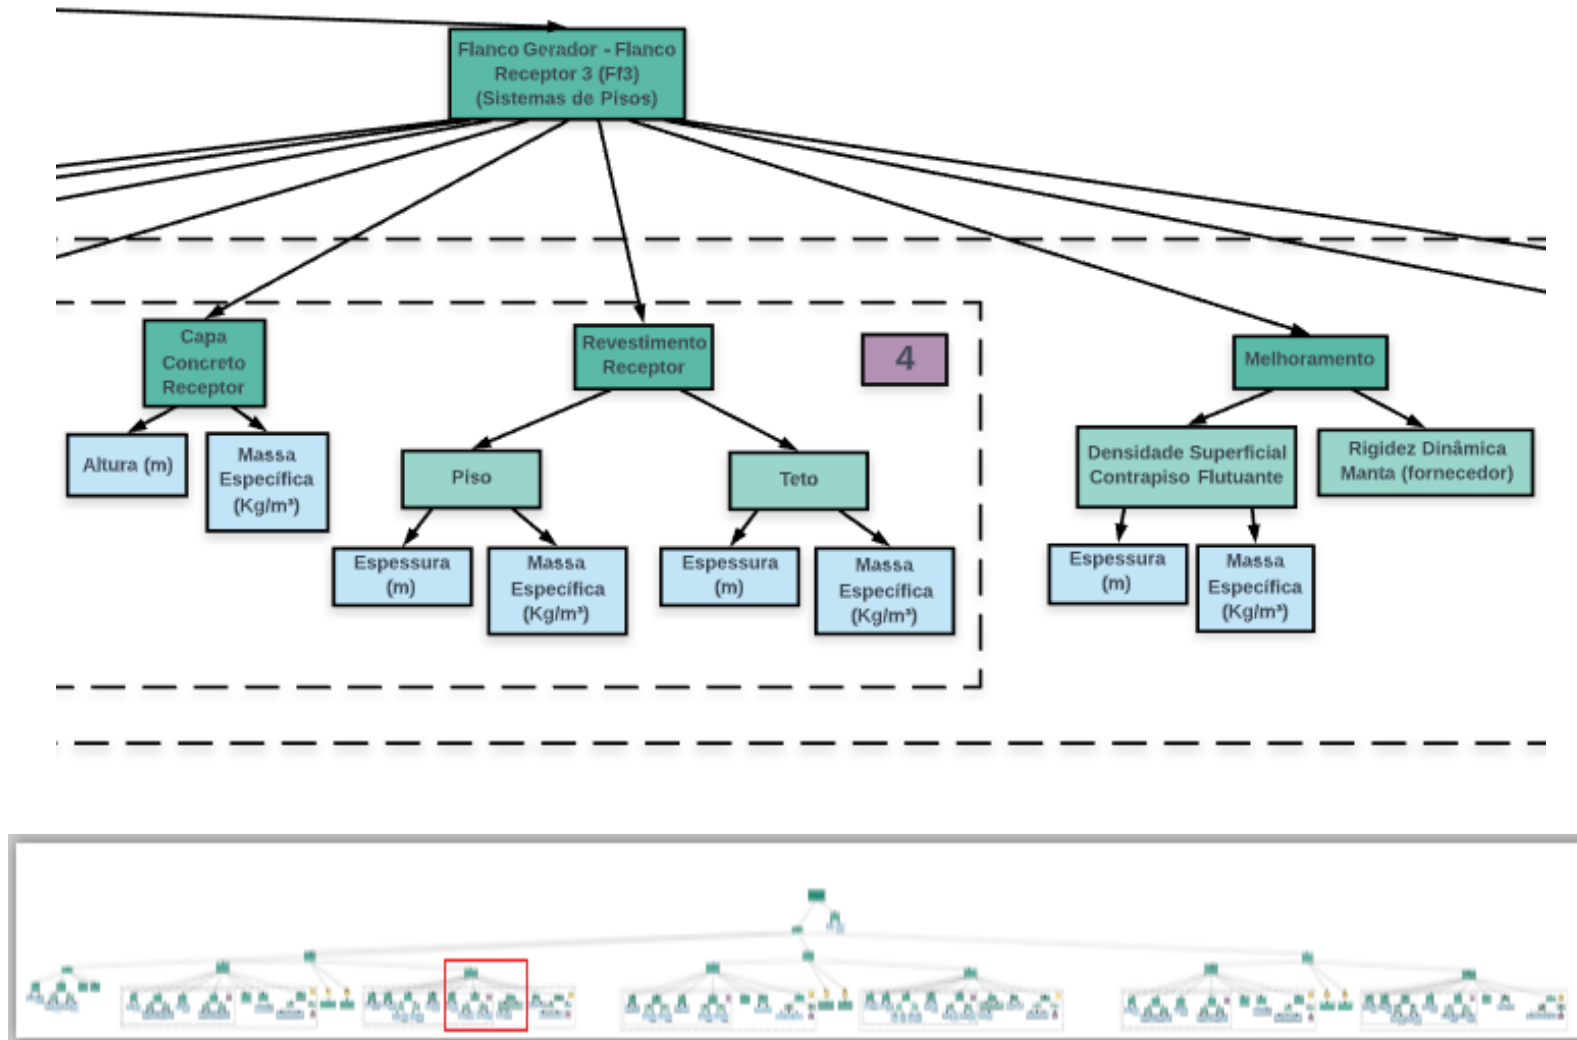 Flanco Gerador - Flanco
Receptor 3 (Ff3)
(Sistemas de Pisos)
Capa
Concreto
Receptor
Altura (m)
Massa
Específica
(Kg/m³)
Revestimento
Receptor
4
Piso
Espessura
(m)
Massa
Específica
(Kg/m³)
Teto
Espessura
(m)
Massa
Específica
(Kg/m³)
Melhoramento
Densidade Superficial
Contrapiso Flutuante
Rigidez Dinâmica
Manta (fornecedor)
Espessura
(m)
Massa
Específica
(Kg/m³)